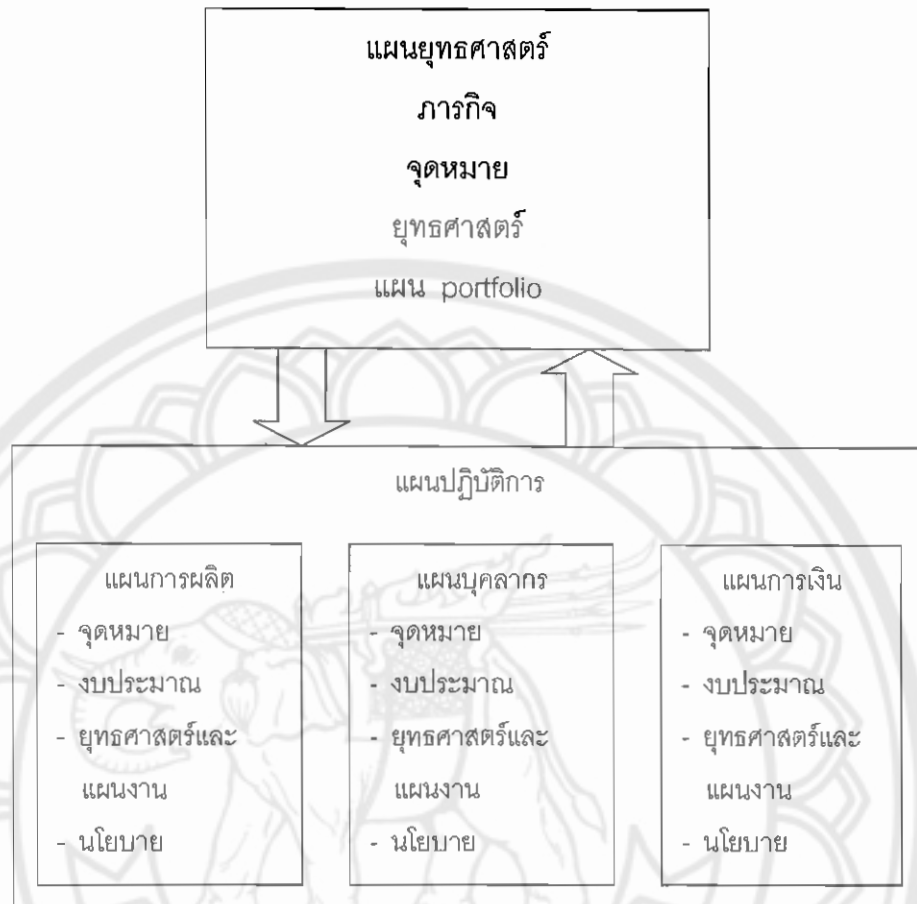 แผนยุทธศาสตร์
ภารกิจ
จุดหมาย
ยุทธศาสตร์
แผน portfolio
แผนปฏิบัติการ
แผนการผลิต
- จุดหมาย
- งบประมาณ
- ยุทธศาสตร์และ
แผนงาน
- นโยบาย
แผนบุคลากร
- จุดหมาย
- งบประมาณ
- ยุทธศาสตร์และ
แผนงาน
- นโยบาย
แผนการเงิน
- จุดหมาย
- งบประมาณ
- ยุทธศาสตร์และ
แผนงาน
- นโยบาย